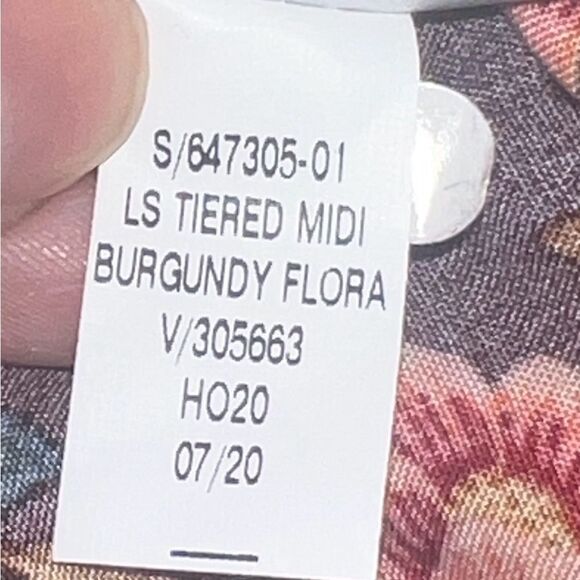 S/647305-01
LS TIERED MIDI
BURGUNDY FLORA
V/305663
HO20
07/20